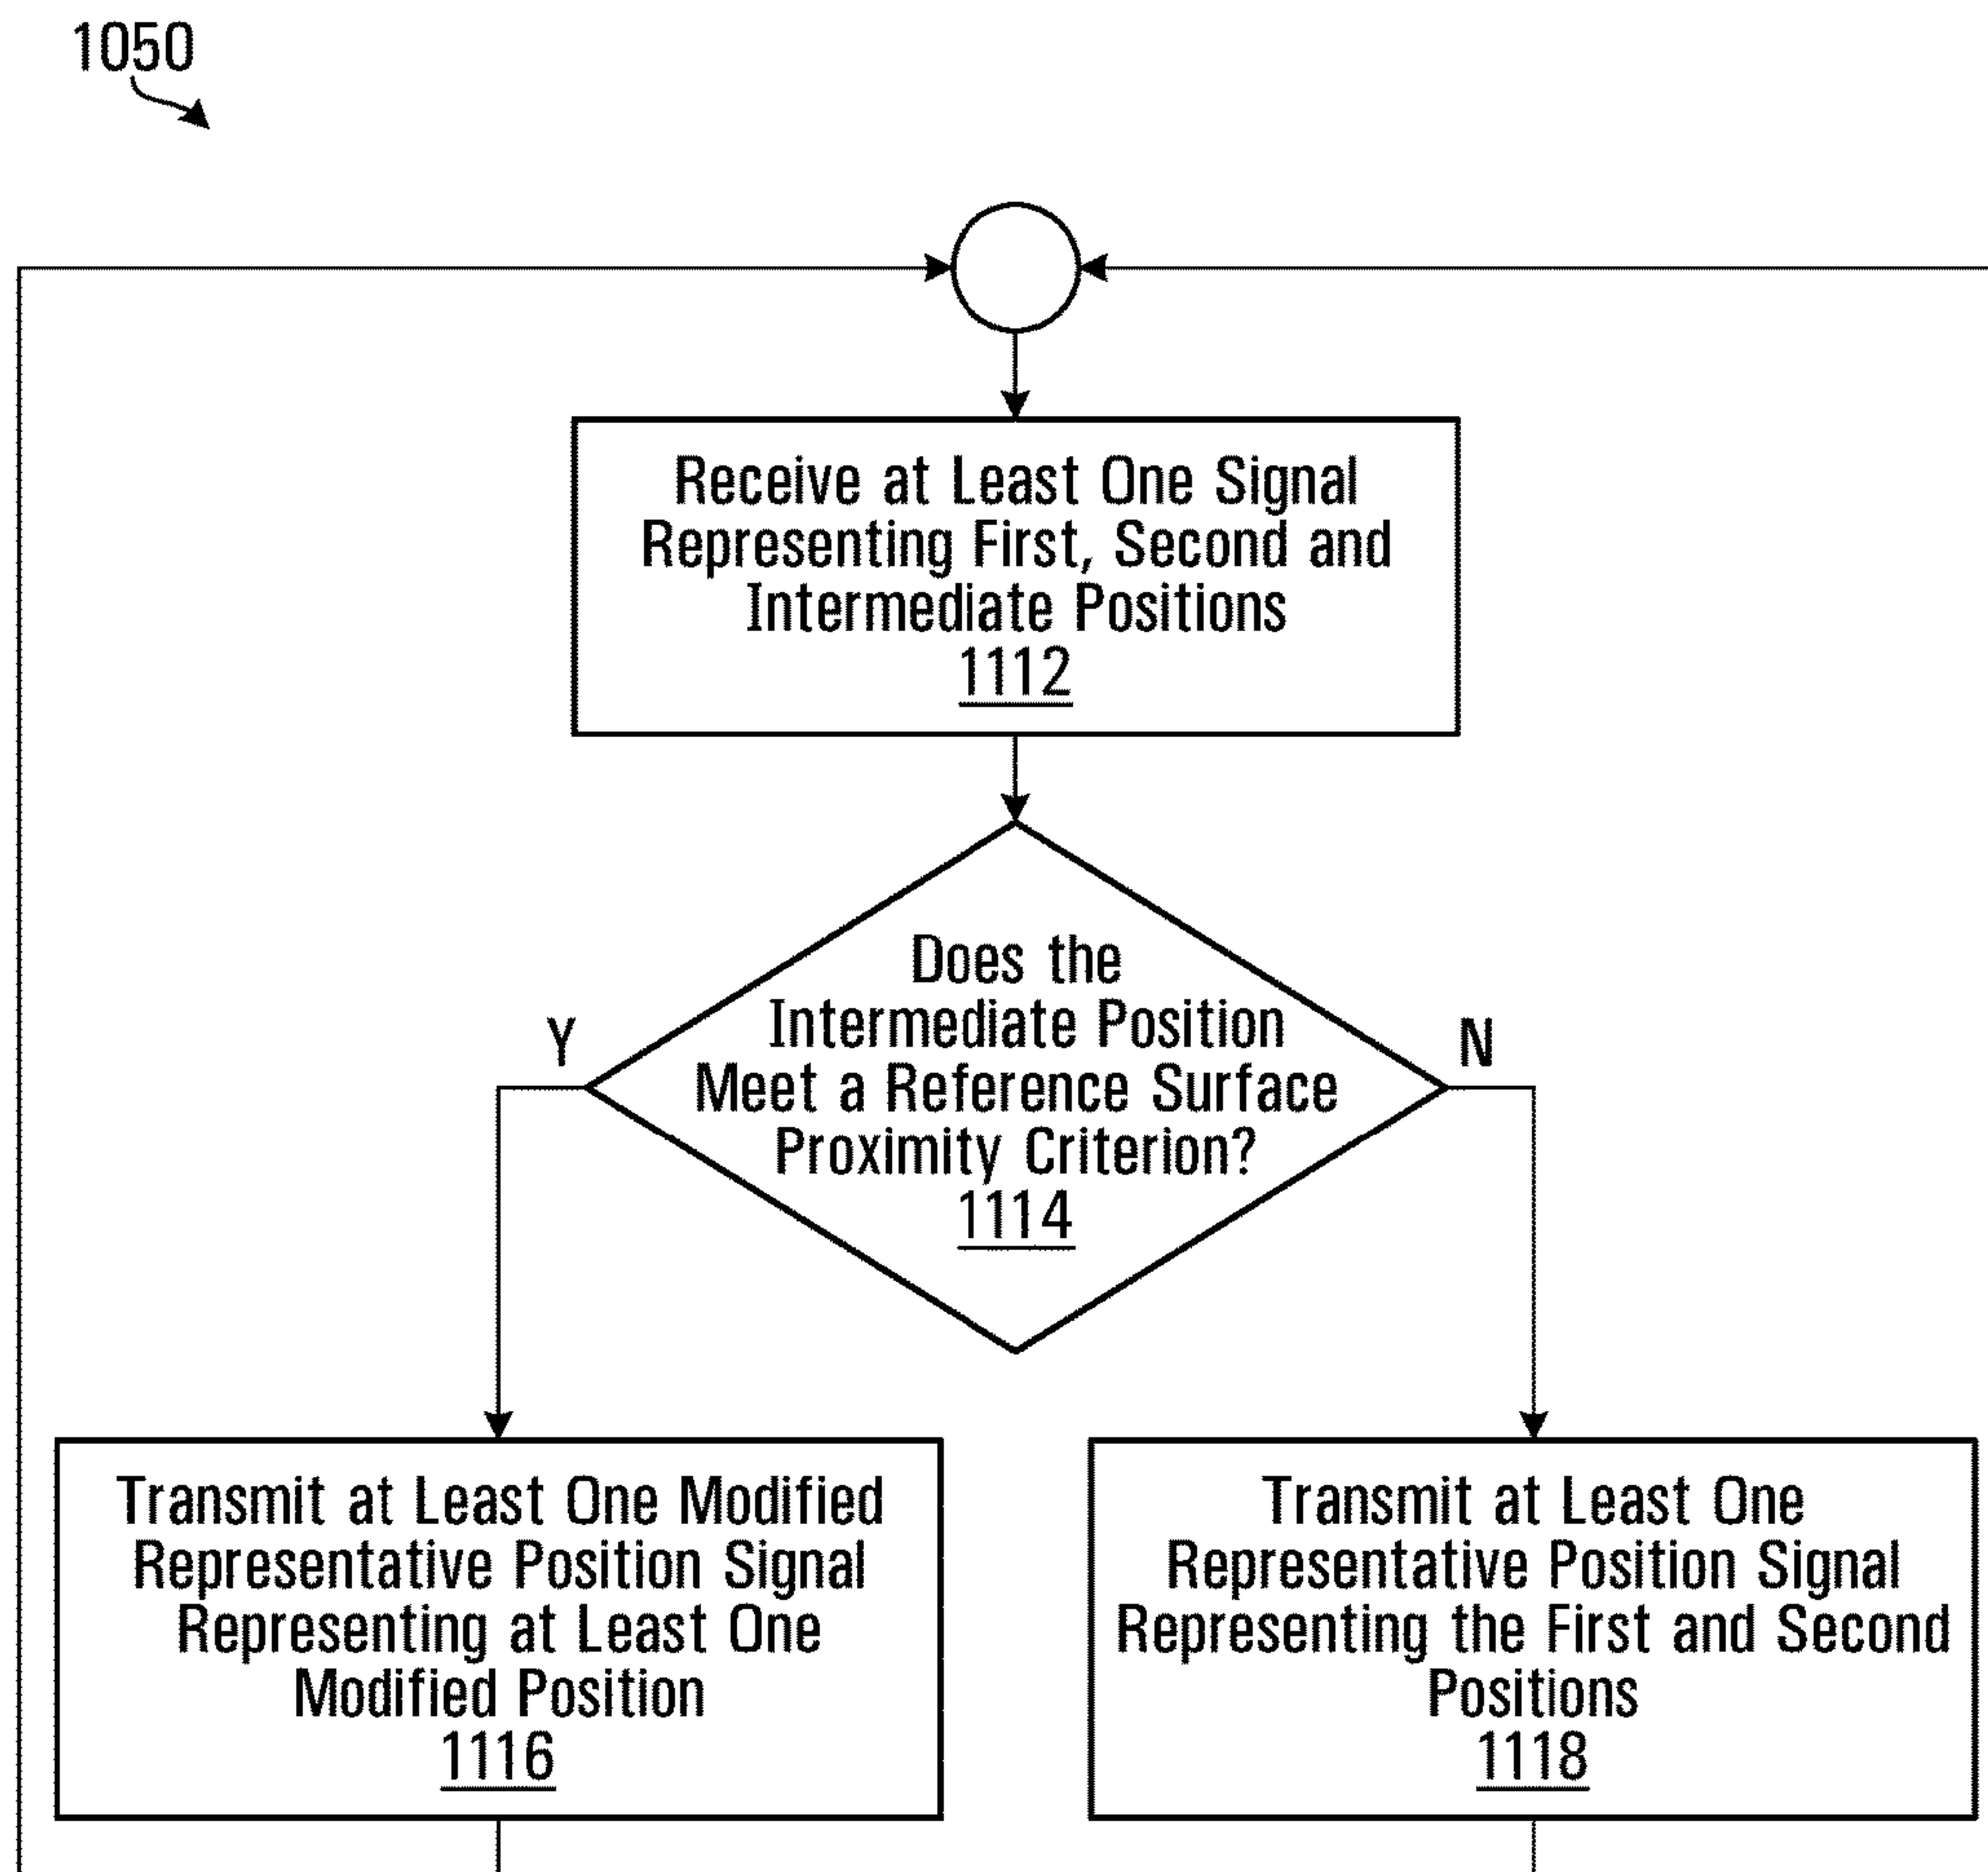 1050
Receive at Least One Signal
Representing First, Second and
Intermediate Positions
1112
Does the
Intermediate Position
Meet a Reference Surface
Proximity Criterion?
1114
Y
N
Transmit at Least One Modified
Representative Position Signal
Representing at Least One
Modified Position
1116
Transmit at Least One
Representative Position Signal
Representing the First and Second
Positions
1118